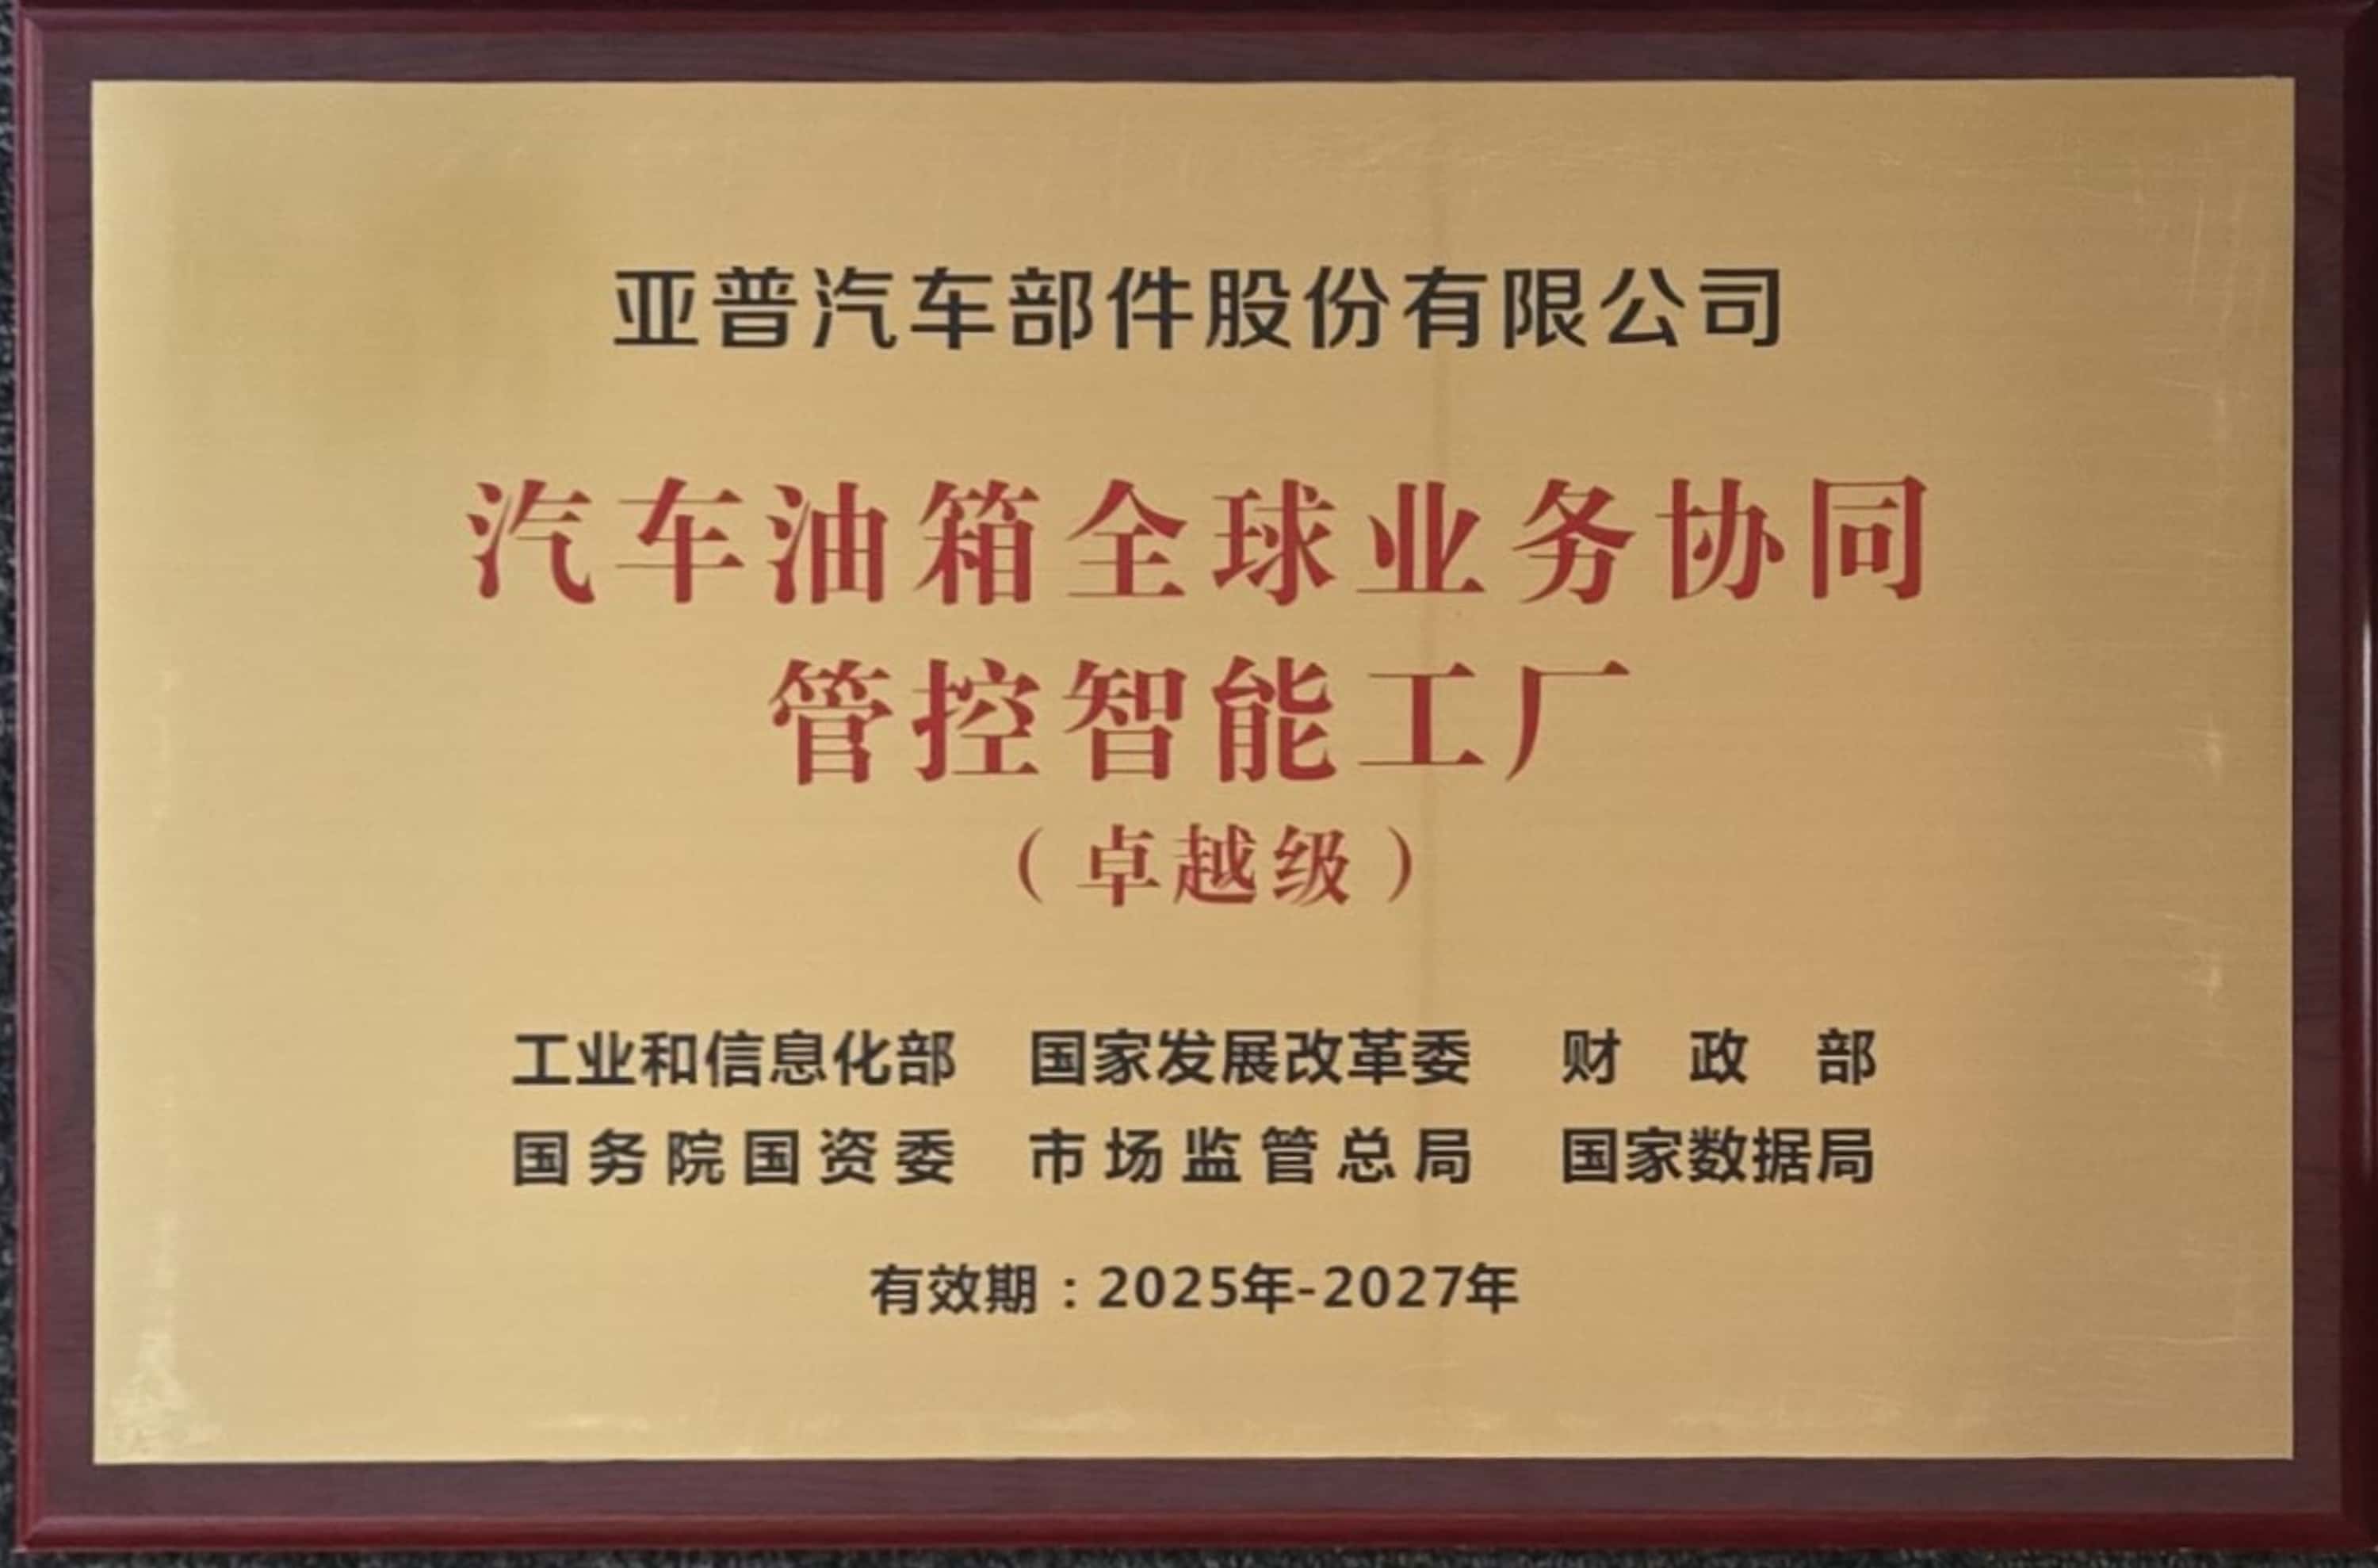 亚普汽车部件股份有限公司
汽车油箱全球业务协同
管控智能工厂
（卓越级）
工业和信息化部 国家发展改革委 财政部
国务院国资委 市场监管总局 国家数据局
有效期：2025年-2027年